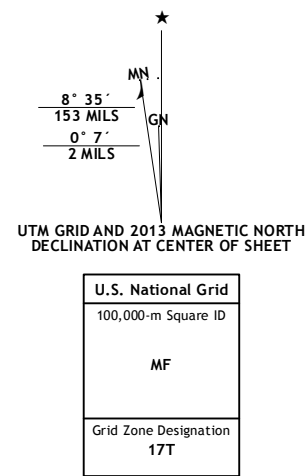 ★
MN
8° 35´
153 MILS
GN
0° 7´
2 MILS
UTM GRID AND 2013 MAGNETIC NORTH
DECLINATION AT CENTER OF SHEET
U.S. National Grid
100,000-m Square ID
MF
Grid Zone Designation
17T